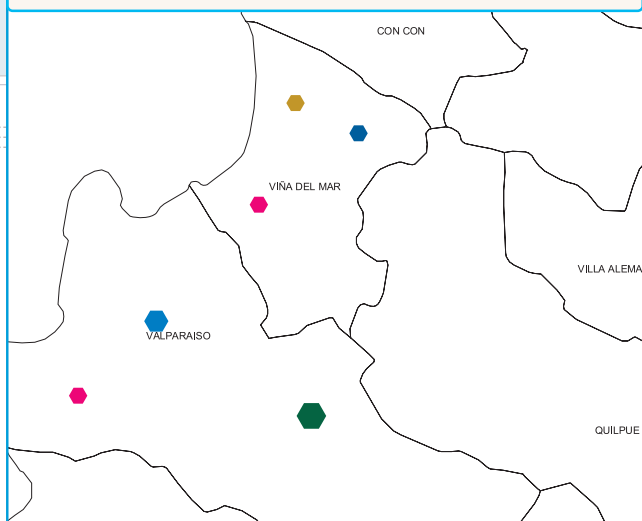 CON CON
VIÑA DEL MAR
VILLA ALEMA
VALPARAISO
QUILPUE